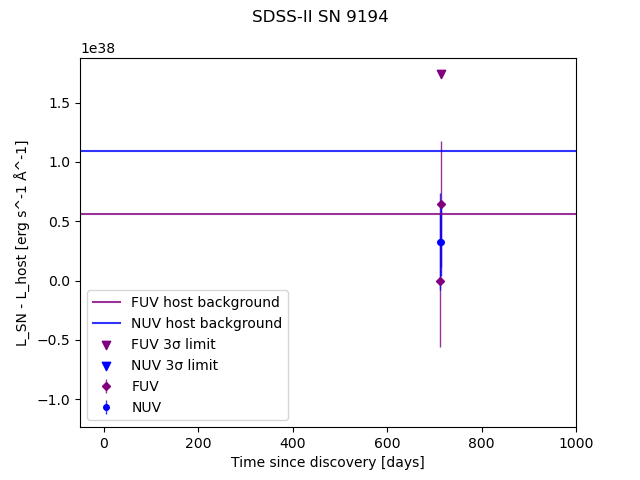 SDSS-II SN 9194
1e38
L_SN - L_host [erg s^-1 Å^-1]
1.5
1.0
0.5
0.0
−0.5
−1.0
FUV host background
NUV host background
FUV 3σ limit
NUV 3σ limit
FUV
NUV
0 200 400 600 800 1000
Time since discovery [days]